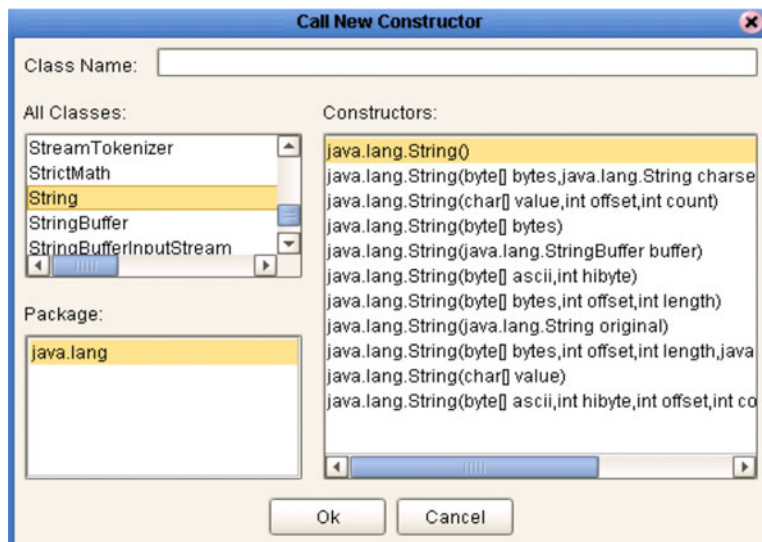 Call New Constructor
Class Name:
All Classes:
StreamTokenizer
StrictMath
String
StringBuffer
StringBufferInputStream
Package:
java.lang
Constructors:
java.lang.String()
java.lang.String(byte[] bytes,java.lang.String charse
java.lang.String(char[] value,int offset,int count)
java.lang.String(byte[] bytes)
java.lang.String(java.lang.StringBuffer buffer)
java.lang.String(byte[] ascii,int hibyte)
java.lang.String(byte[] bytes,int offset,int length)
java.lang.String(java.lang.String original)
java.lang.String(byte[] bytes,int offset,int length,java
java.lang.String(char[] value)
java.lang.String(byte[] ascii,int hibyte,int offset,int co
Ok
Cancel